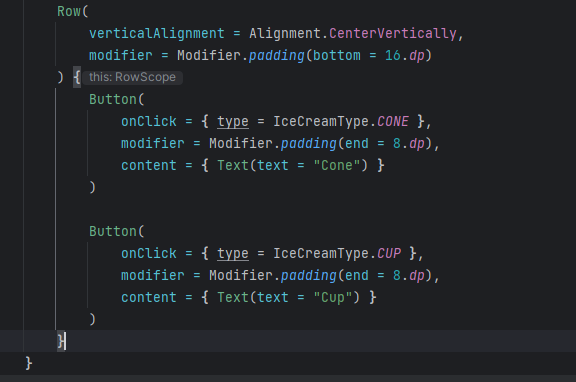 Row(
    verticalAlignment = Alignment.CenterVertically,
    modifier = Modifier.padding(bottom = 16.dp)
) { this: RowScope
    Button(
        onClick = { type = IceCreamType.CONE },
        modifier = Modifier.padding(end = 8.dp),
        content = { Text(text = "Cone") }
    )

    Button(
        onClick = { type = IceCreamType.CUP },
        modifier = Modifier.padding(end = 8.dp),
        content = { Text(text = "Cup") }
    )
}
}